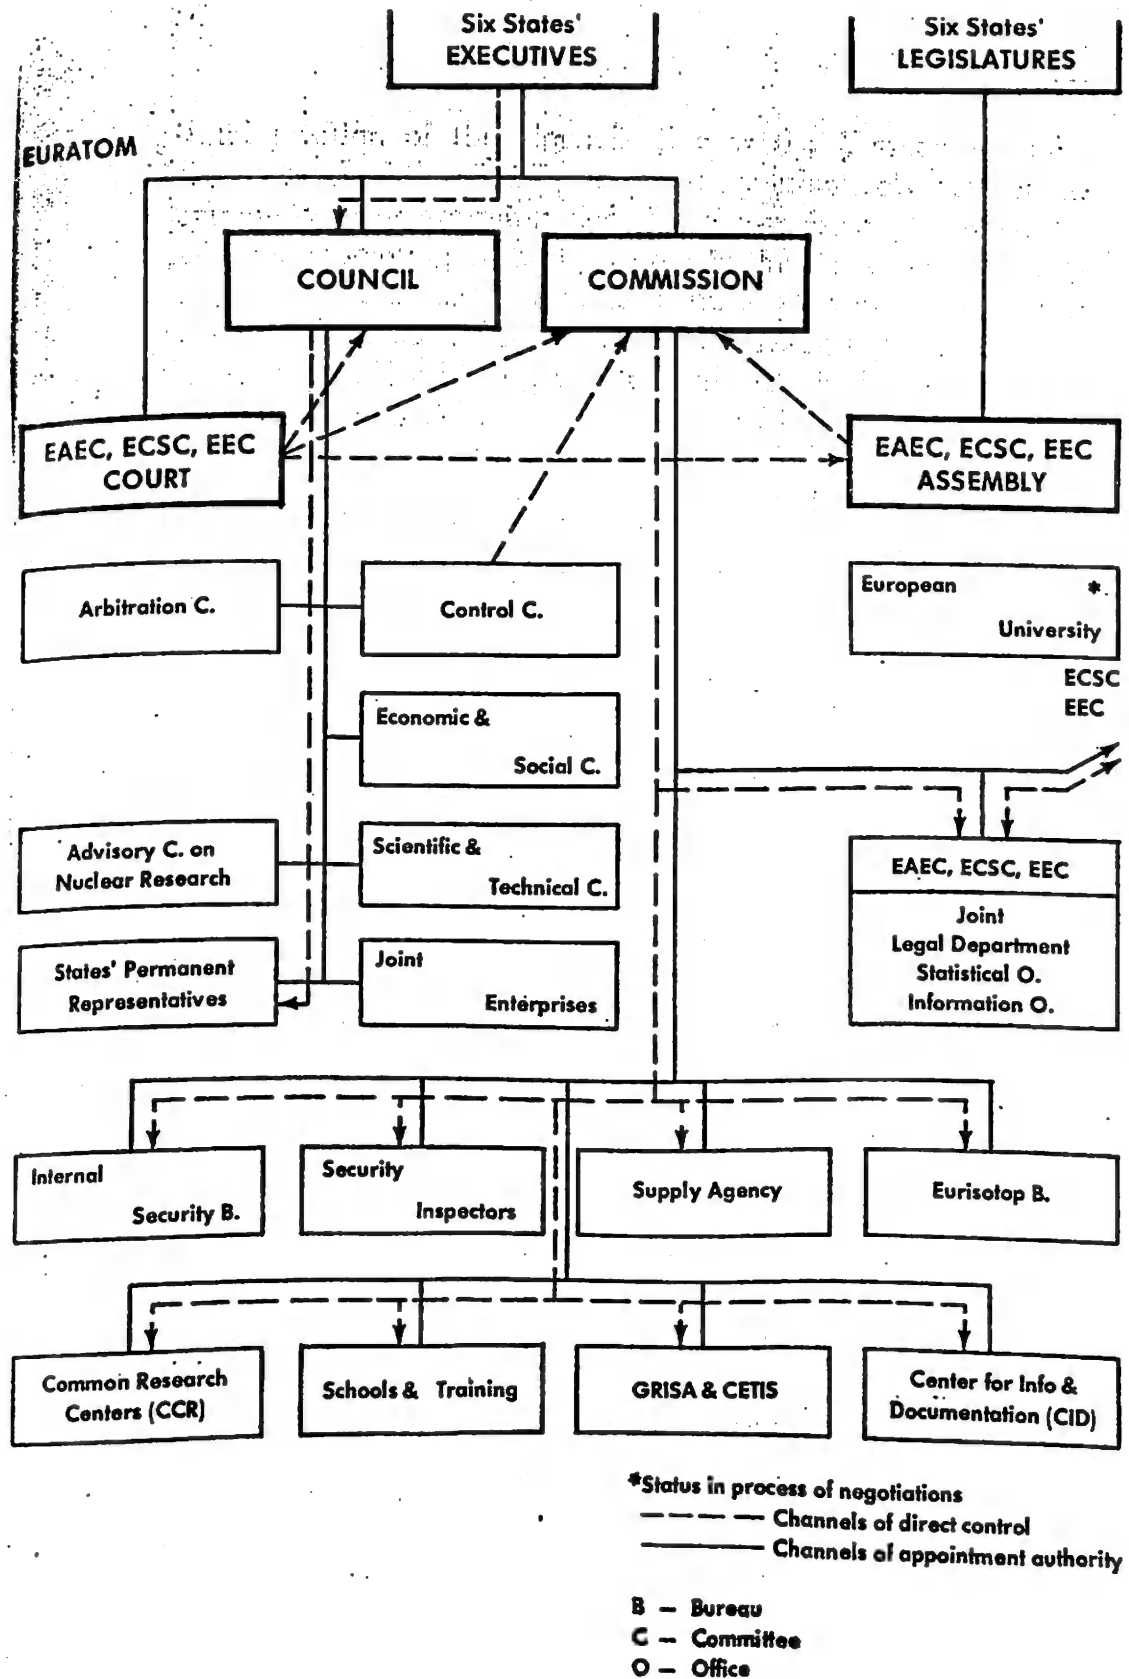 Six States'
EXECUTIVES
Six States'
LEGISLATURES
EURATOM
COUNCIL
COMMISSION
EAEC, ECSC, EEC
COURT
EAEC, ECSC, EEC
ASSEMBLY
Arbitration C.
Control C.
European *
University
ECSC
EEC
Economic &
Social C.
Advisory C. on
Nuclear Research
Scientific &
Technical C.
EAEC, ECSC, EEC
Joint
Legal Department
Statistical O.
Information O.
States' Permanent
Representatives
Joint
Enterprises
Internal
Security B.
Security
Inspectors
Supply Agency
Eurisotop B.
Common Research
Centers (CCR)
Schools & Training
GRISA & CETIS
Center for Info &
Documentation (CID)
*Status in process of negotiations
Channels of direct control
Channels of appointment authority
B — Bureau
C — Committee
O — Office